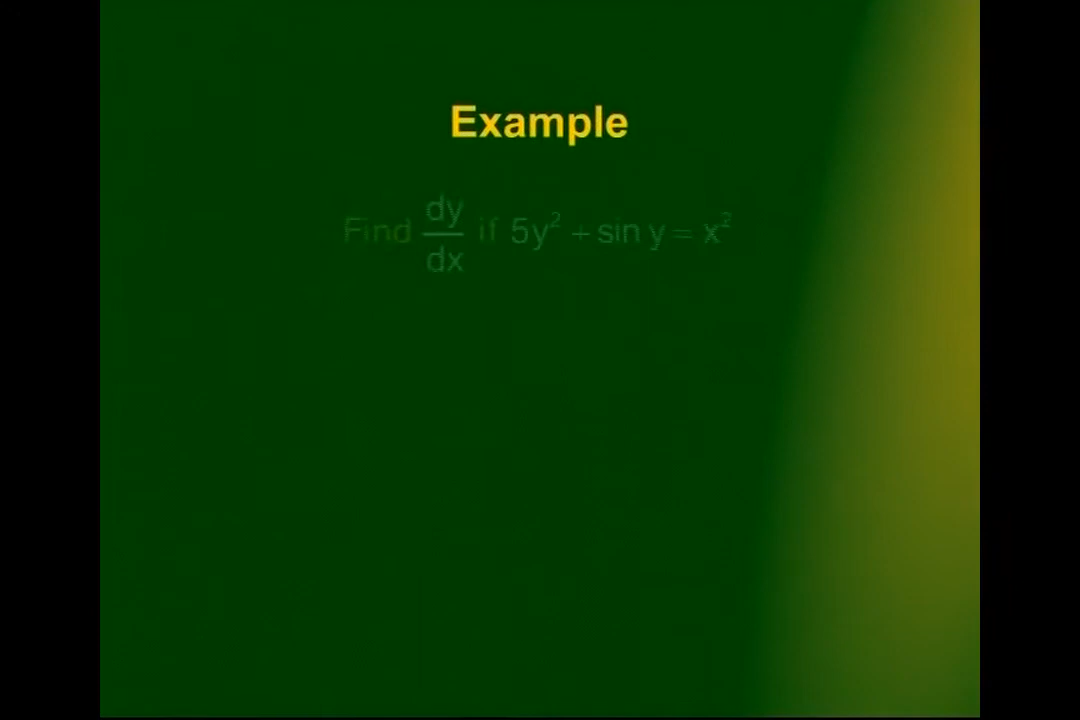 Example
Find dy/dx if 5y² + sin y = x²